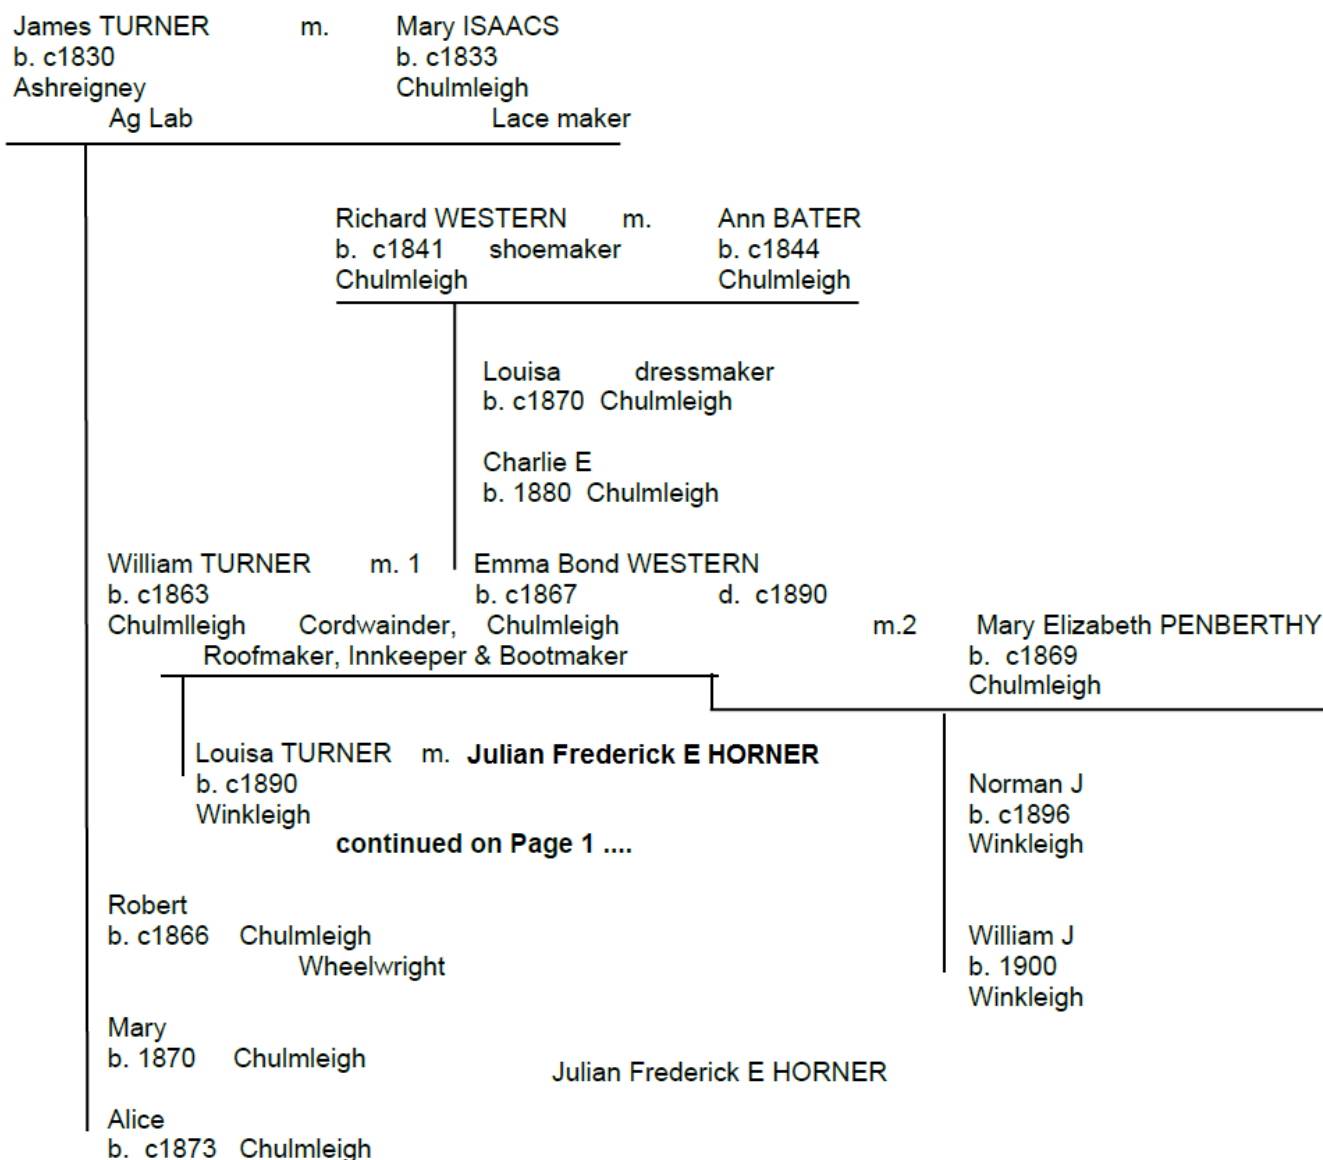 James TURNER m. Mary ISAACS
b. c1830 b. c1833
Ashreigney Chulmleigh
Ag Lab Lace maker
Richard WESTERN m. Ann BATER
b. c1841 shoemaker b. c1844
Chulmleigh Chulmleigh
Louisa dressmaker
b. c1870 Chulmleigh
Charlie E
b. 1880 Chulmleigh
William TURNER m. 1 Emma Bond WESTERN
b. c1863 b. c1867 d. c1890
Chulmlleigh Cordwainder, Chulmleigh m.2 Mary Elizabeth PENBERTHY
Roofmaker, Innkeeper & Bootmaker b. c1869
Chulmleigh
Louisa TURNER m. Julian Frederick E HORNER
b. c1890 Norman J
Winkleigh b. c1896
continued on Page 1 .... Winkleigh
Robert
b. c1866 Chulmleigh William J
Wheelwright b. 1900
Winkleigh
Mary
b. 1870 Chulmleigh
Julian Frederick E HORNER
Alice
b. c1873 Chulmleigh